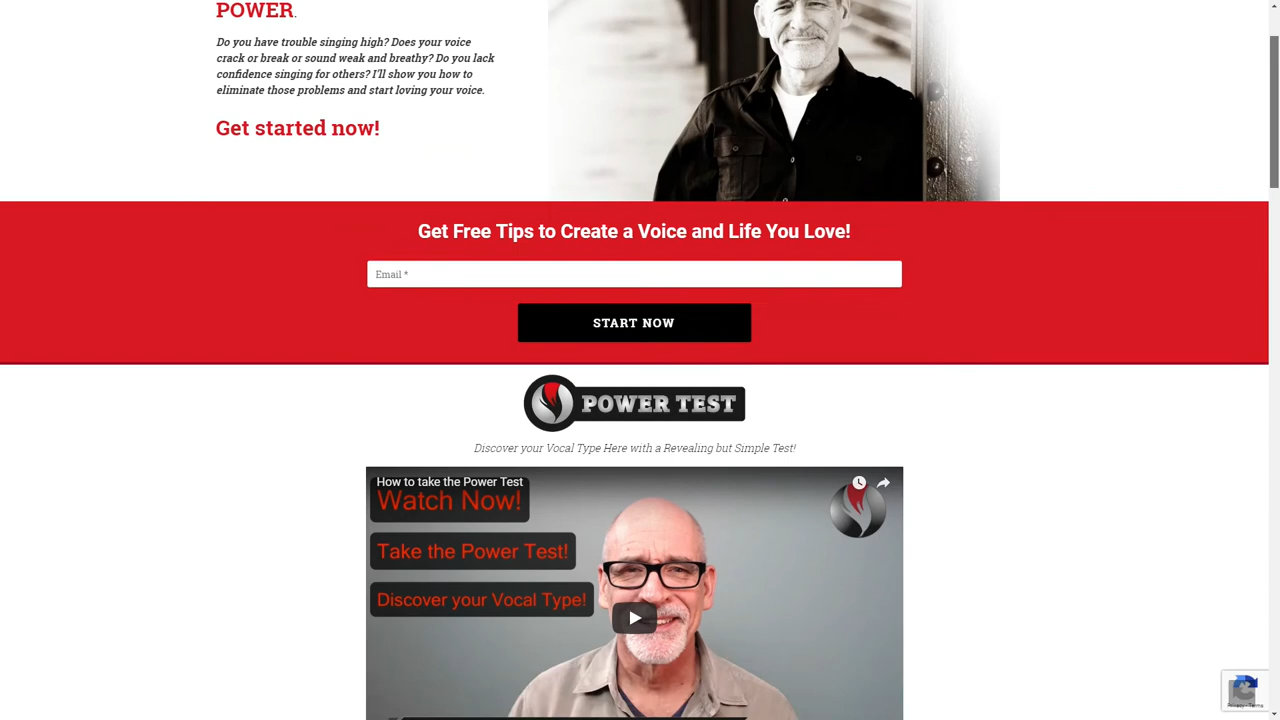 POWER.
Do you have trouble singing high? Does your voice
crack or break or sound weak and breathy? Do you lack
confidence singing for others? I'll show you how to
eliminate those problems and start loving your voice.
Get started now!
Get Free Tips to Create a Voice and Life You Love!
Email *
START NOW
POWER TEST
Discover your Vocal Type Here with a Revealing but Simple Test!
How to take the Power Test
Watch Now!
Take the Power Test!
Discover your Vocal Type!
Privacy - Terms